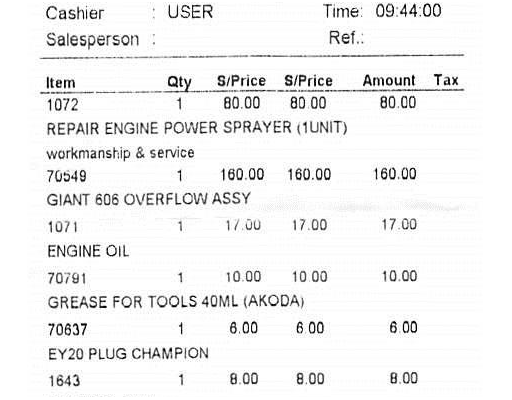 Cashier : USER Time: 09:44:00
Salesperson : Ref.:
Item Qty S/Price S/Price Amount Tax
1072 1 80.00 80.00 80.00
REPAIR ENGINE POWER SPRAYER (1UNIT)
workmanship & service
70549 1 160.00 160.00 160.00
GIANT 606 OVERFLOW ASSY
1071 1 17.00 17.00 17.00
ENGINE OIL
70791 1 10.00 10.00 10.00
GREASE FOR TOOLS 40ML (AKODA)
70637 1 6.00 6.00 6.00
EY20 PLUG CHAMPION
1643 1 8.00 8.00 8.00